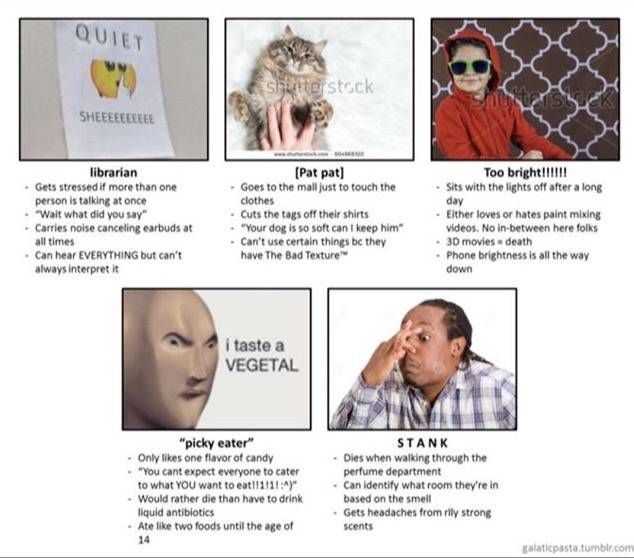 QUIET
SHEEEEEEEEEE
shutterstock
www.shutterstock.com · 604968320
shutterstock
librarian
- Gets stressed if more than one
person is talking at once
- "Wait what did you say"
- Carries noise canceling earbuds at
all times
- Can hear EVERYTHING but can't
always interpret it
[Pat pat]
- Goes to the mall just to touch the
clothes
- Cuts the tags off their shirts
- "Your dog is so soft can I keep him"
- Can't use certain things bc they
have The Bad Texture™
Too bright!!!!!!
- Sits with the lights off after a long
day
- Either loves or hates paint mixing
videos. No in-between here folks
- 3D movies = death
- Phone brightness is all the way
down
i taste a
VEGETAL
"picky eater"
- Only likes one flavor of candy
- "You cant expect everyone to cater
to what YOU want to eat!!1!1! :^)"
- Would rather die than have to drink
liquid antibiotics
- Ate like two foods until the age of
14
STANK
- Dies when walking through the
perfume department
- Can identify what room they're in
based on the smell
- Gets headaches from rlly strong
scents
galaticpasta.tumblr.com